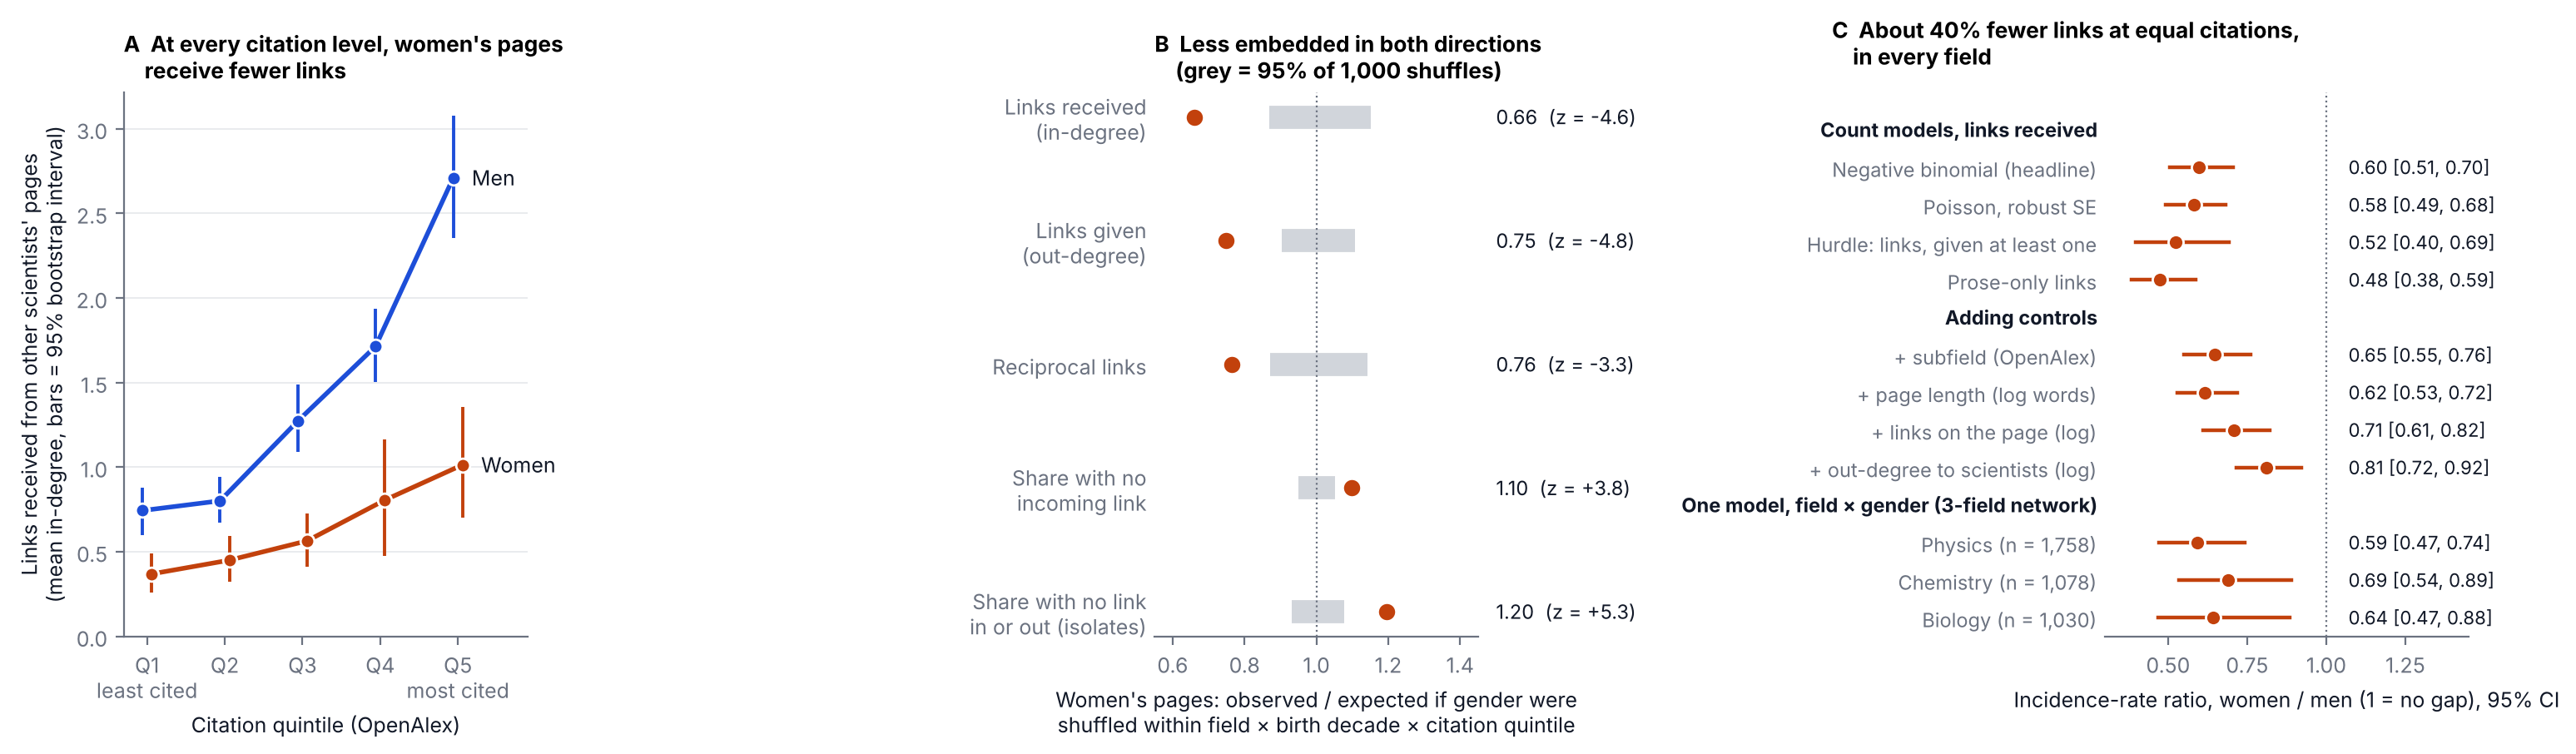 A At every citation level, women's pages
receive fewer links
Links received from other scientists' pages
(mean in-degree, bars = 95% bootstrap interval)
3.0
2.5
2.0
1.5
1.0
0.5
0.0
Men
Women
Q1
Q2
Q3
Q4
Q5
least cited
most cited
Citation quintile (OpenAlex)
B Less embedded in both directions
(grey = 95% of 1,000 shuffles)
Links received
(in-degree)
0.66 (z = -4.6)
Links given
(out-degree)
0.75 (z = -4.8)
Reciprocal links
0.76 (z = -3.3)
Share with no
incoming link
1.10 (z = +3.8)
Share with no link
in or out (isolates)
1.20 (z = +5.3)
0.6
0.8
1.0
1.2
1.4
Women's pages: observed / expected if gender were
shuffled within field × birth decade × citation quintile
C About 40% fewer links at equal citations,
in every field
Count models, links received
Negative binomial (headline)
0.60 [0.51, 0.70]
Poisson, robust SE
0.58 [0.49, 0.68]
Hurdle: links, given at least one
0.52 [0.40, 0.69]
Prose-only links
0.48 [0.38, 0.59]
Adding controls
+ subfield (OpenAlex)
0.65 [0.55, 0.76]
+ page length (log words)
0.62 [0.53, 0.72]
+ links on the page (log)
0.71 [0.61, 0.82]
+ out-degree to scientists (log)
0.81 [0.72, 0.92]
One model, field × gender (3-field network)
Physics (n = 1,758)
0.59 [0.47, 0.74]
Chemistry (n = 1,078)
0.69 [0.54, 0.89]
Biology (n = 1,030)
0.64 [0.47, 0.88]
0.50
0.75
1.00
1.25
Incidence-rate ratio, women / men (1 = no gap), 95% CI